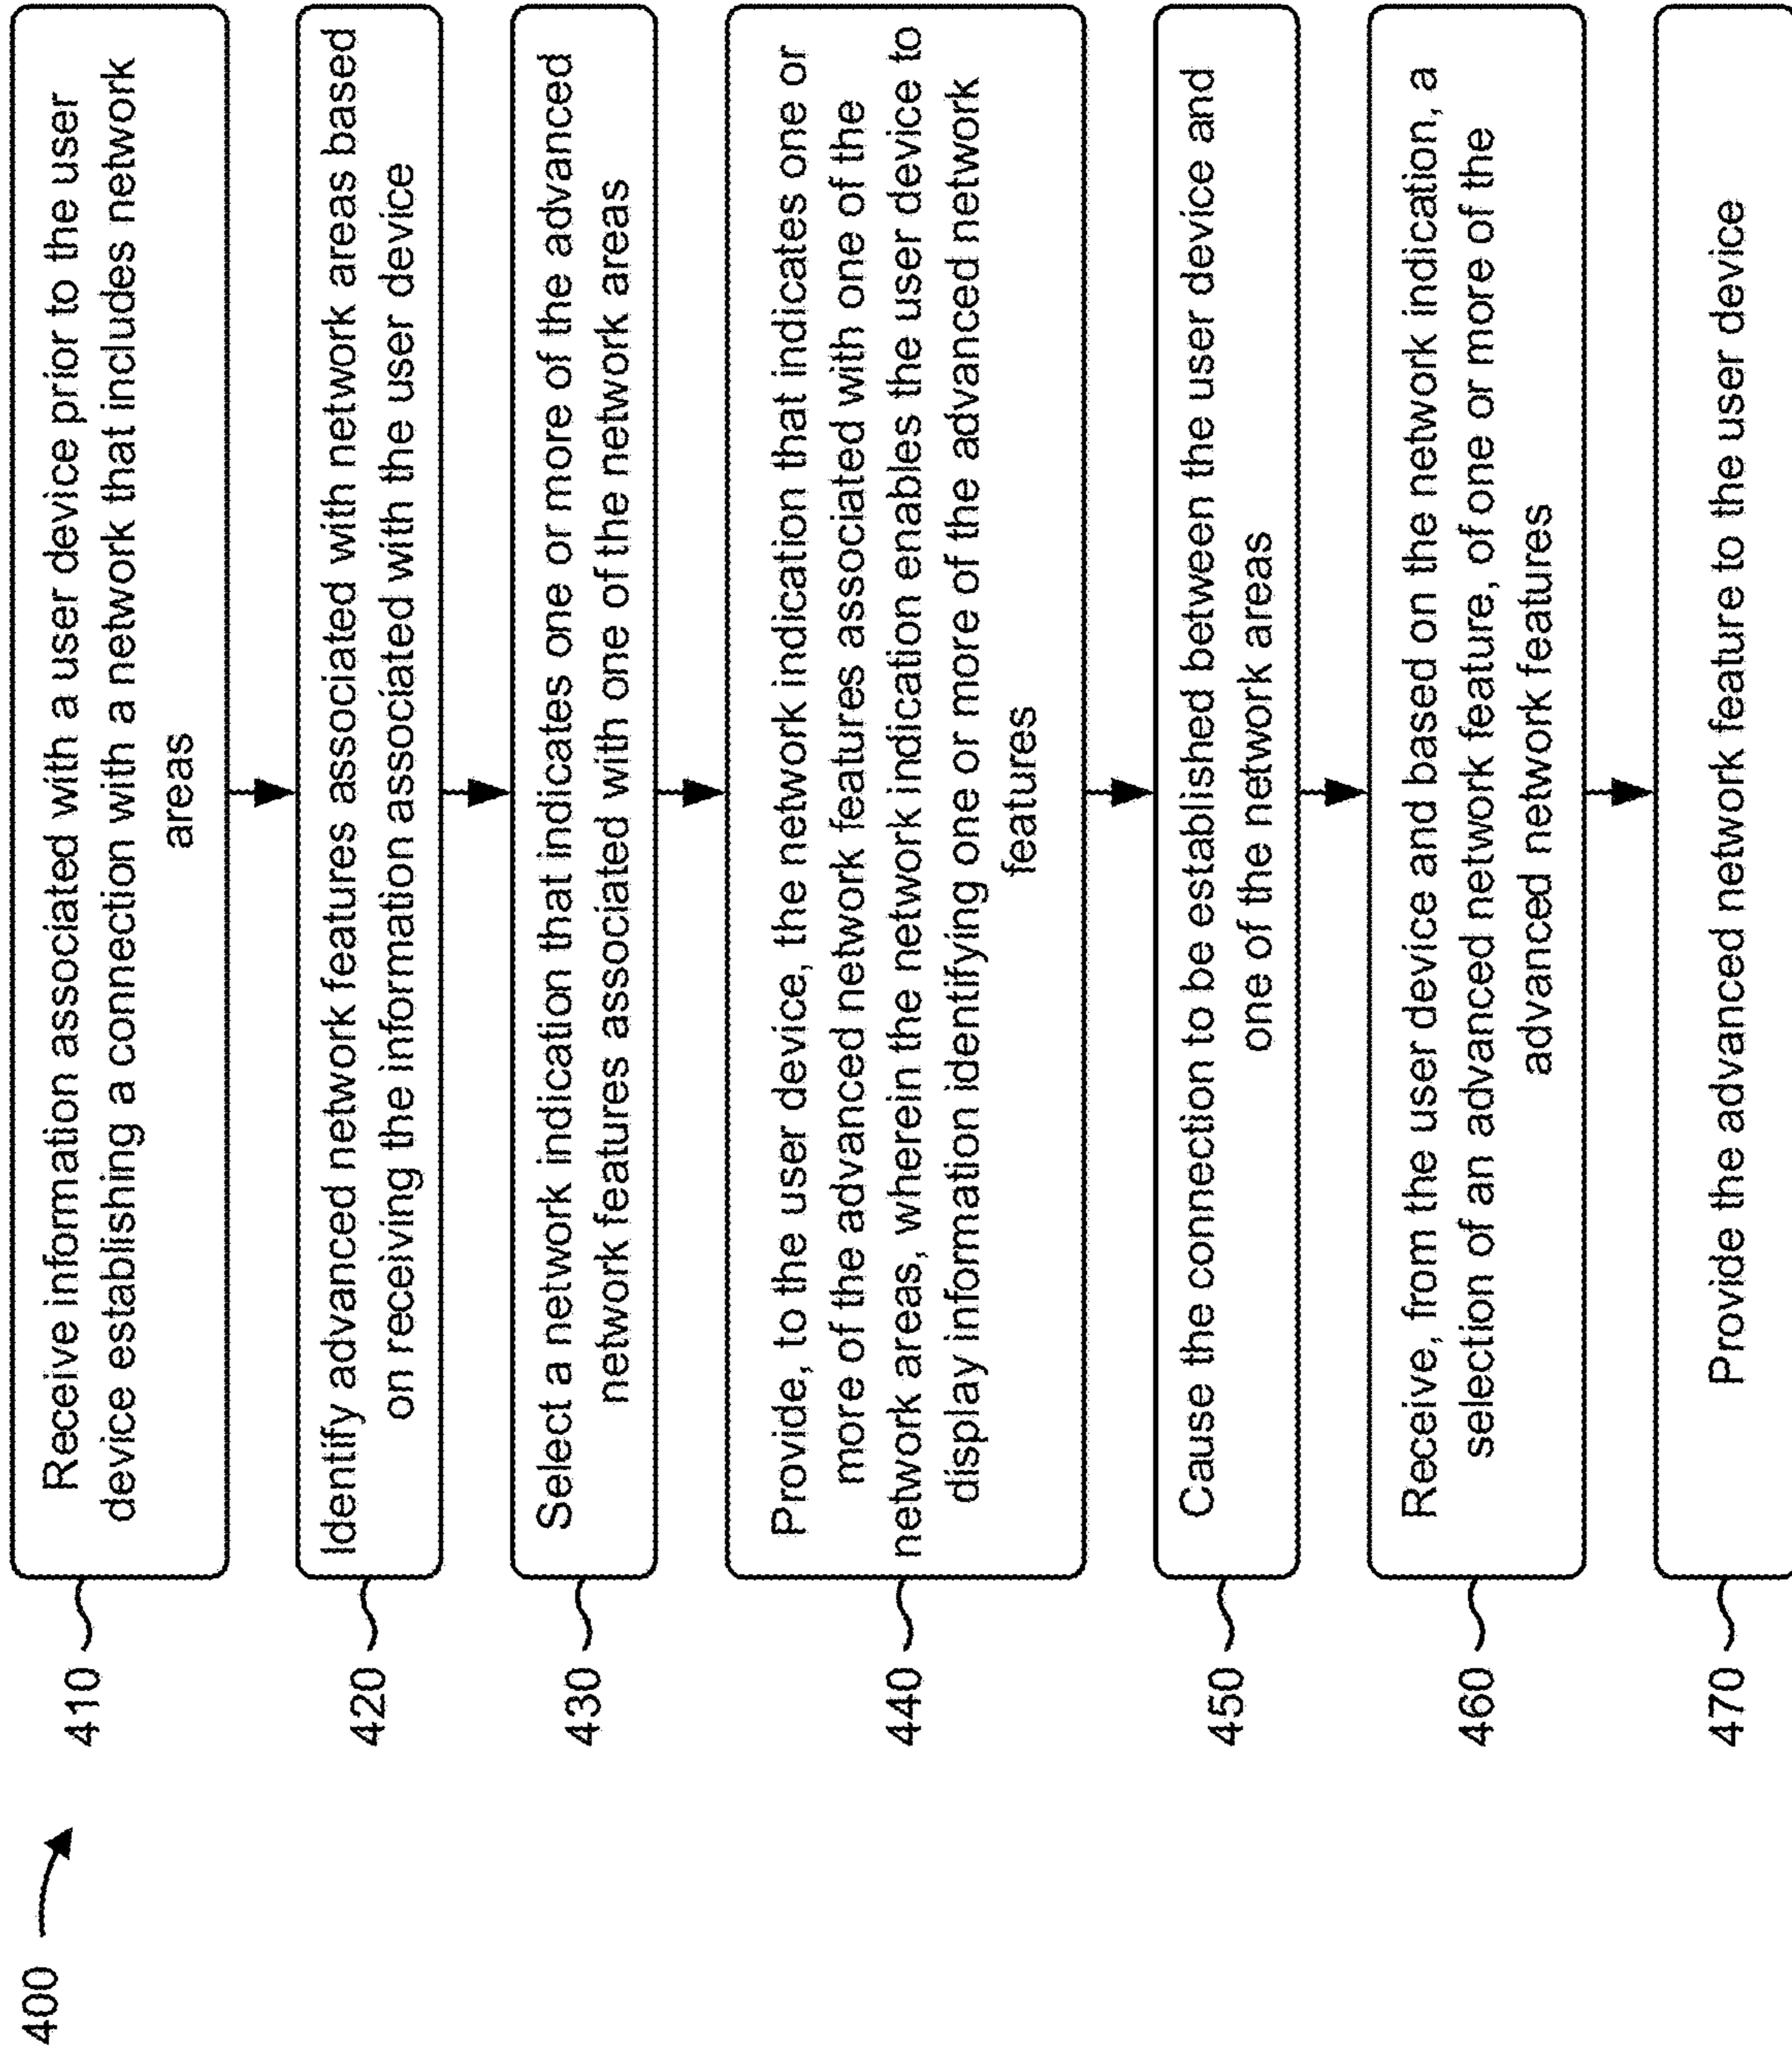 400
410
Receive information associated with a user device prior to the user
device establishing a connection with a network that includes network
areas
420
Identify advanced network features associated with network areas based
on receiving the information associated with the user device
430
Select a network indication that indicates one or more of the advanced
network features associated with one of the network areas
440
Provide, to the user device, the network indication that indicates one or
more of the advanced network features associated with one of the
network areas, wherein the network indication enables the user device to
display information identifying one or more of the advanced network
features
450
Cause the connection to be established between the user device and
one of the network areas
460
Receive, from the user device and based on the network indication, a
selection of an advanced network feature, of one or more of the
advanced network features
470
Provide the advanced network feature to the user device